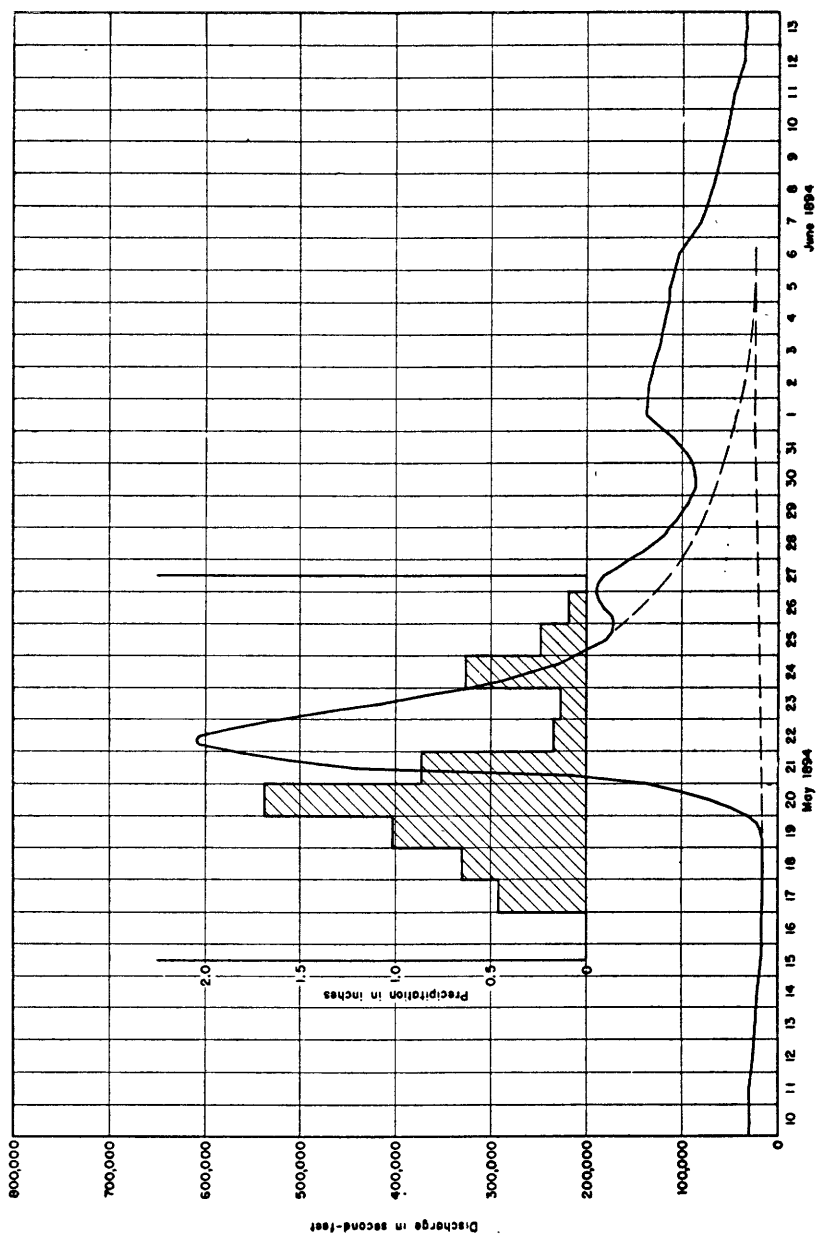 800,000
700,000
600,000
500,000
400,000
300,000
200,000
100,000
0
Discharge in second-feet
2.0
1.5
1.0
0.5
0
Precipitation in inches
10 11 12 13 14 15 16 17 18 19 20 21 22 23 24 25 26 27 28 29 30 31 1 2 3 4 5 6 7 8 9 10 11 12 13
May 1894
June 1894